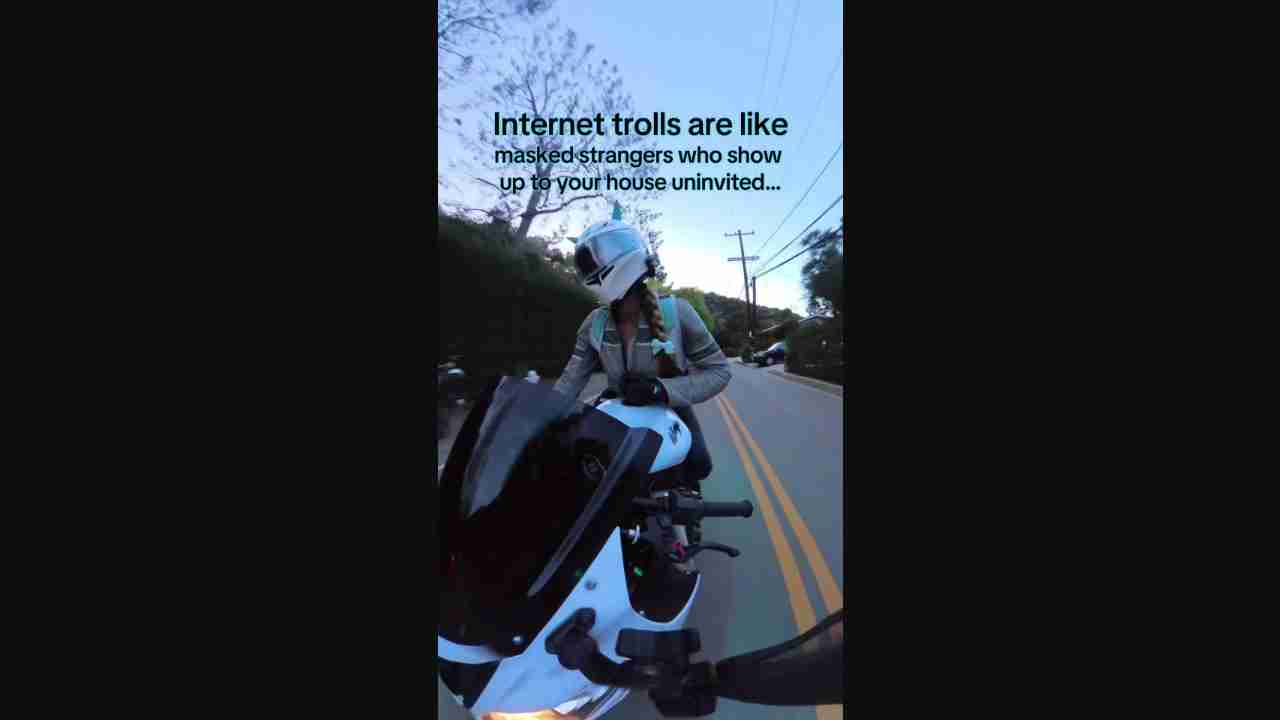 Internet trolls are like
masked strangers who show
up to your house uninvited...